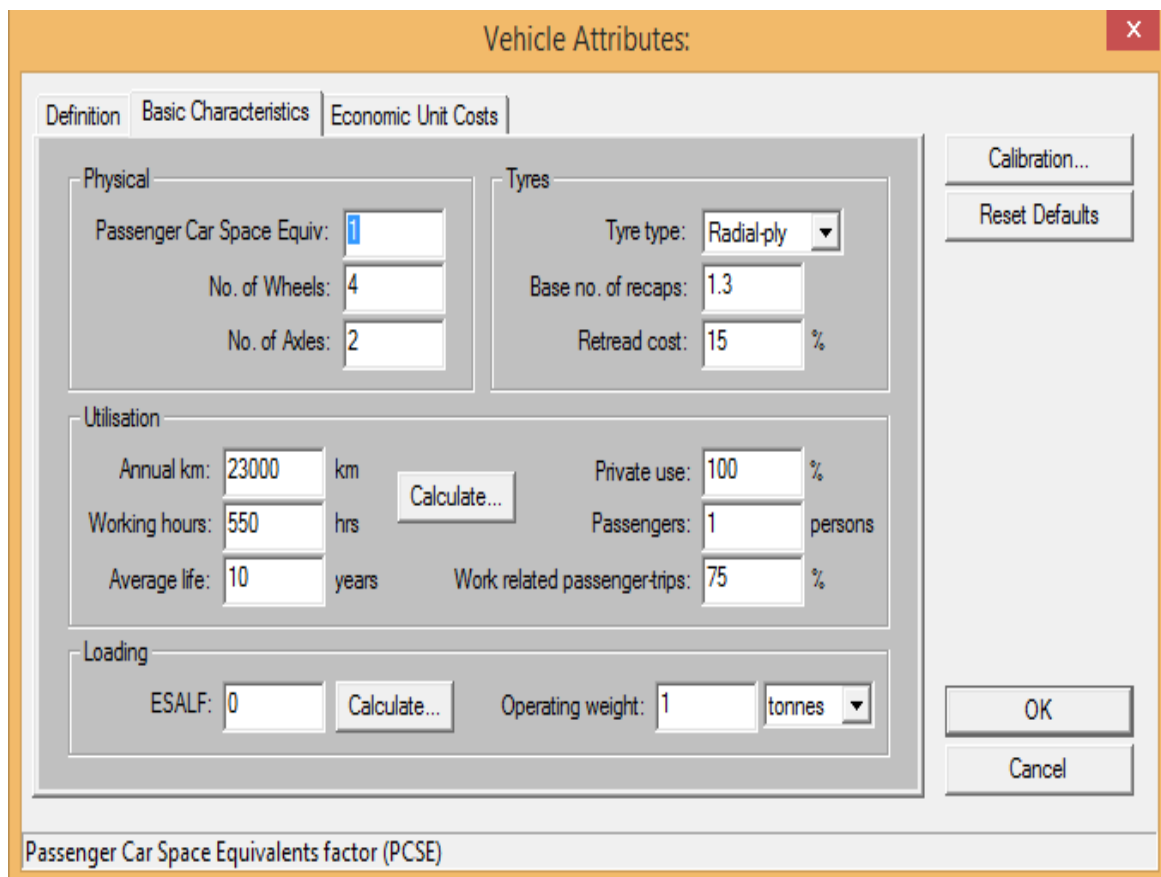 Vehicle Attributes:
x
Definition Basic Characteristics Economic Unit Costs
Calibration...
Reset Defaults
Physical
Passenger Car Space Equiv: 1
No. of Wheels: 4
No. of Axles: 2
Tyres
Tyre type: Radial-ply
Base no. of recaps: 1.3
Retread cost: 15 %
Utilisation
Annual km: 23000 km
Working hours: 550 hrs
Average life: 10 years
Calculate...
Private use: 100 %
Passengers: 1 persons
Work related passenger-trips: 75 %
Loading
ESALF: 0 Calculate... Operating weight: 1 tonnes
OK
Cancel
Passenger Car Space Equivalents factor (PCSE)